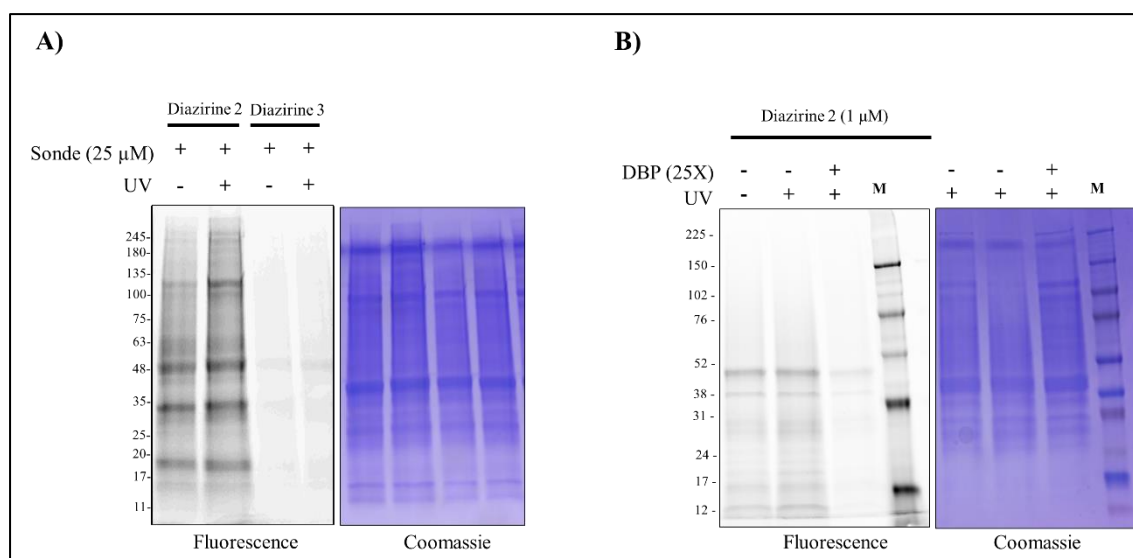 A)
Diazirine 2 Diazirine 3
Sonde (25 µM) + + + +
UV - + - +
245-
180-
135-
100-
75-
63-
48-
35-
25-
20-
17-
11-
Fluorescence Coomassie
B)
Diazirine 2 (1 µM)
DBP (25X) - - + - - +
UV - + + M + + + M
225 -
150 -
102 -
76 -
52 -
38 -
31 -
24 -
17 -
12 -
Fluorescence Coomassie